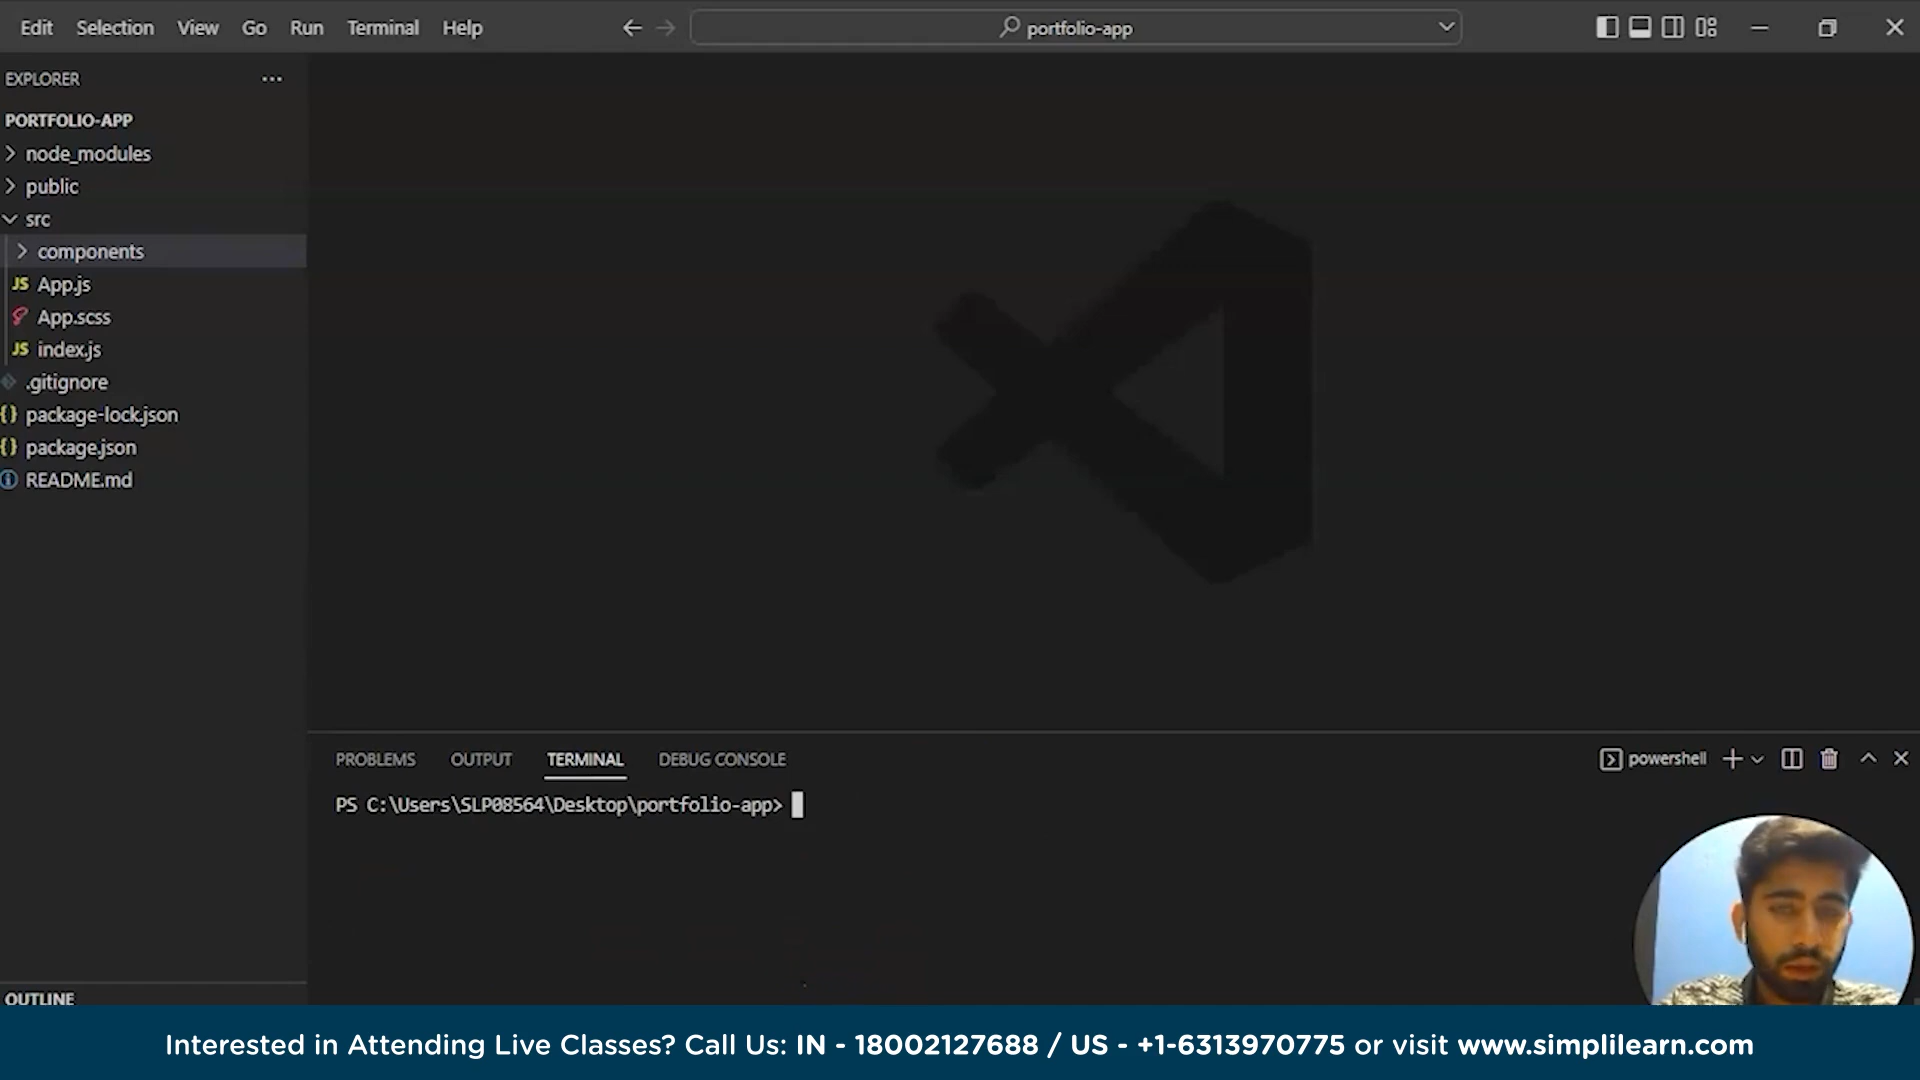 Edit Selection View Go Run Terminal Help
portfolio-app
EXPLORER
PORTFOLIO-APP
node_modules
public
src
components
JS App.js
App.scss
JS index.js
.gitignore
{} package-lock.json
{} package.json
README.md
OUTLINE
PROBLEMS OUTPUT TERMINAL DEBUG CONSOLE
powershell
PS C:\Users\SLP08564\Desktop\portfolio-app>
Interested in Attending Live Classes? Call Us: IN - 18002127688 / US - +1-6313970775 or visit www.simplilearn.com